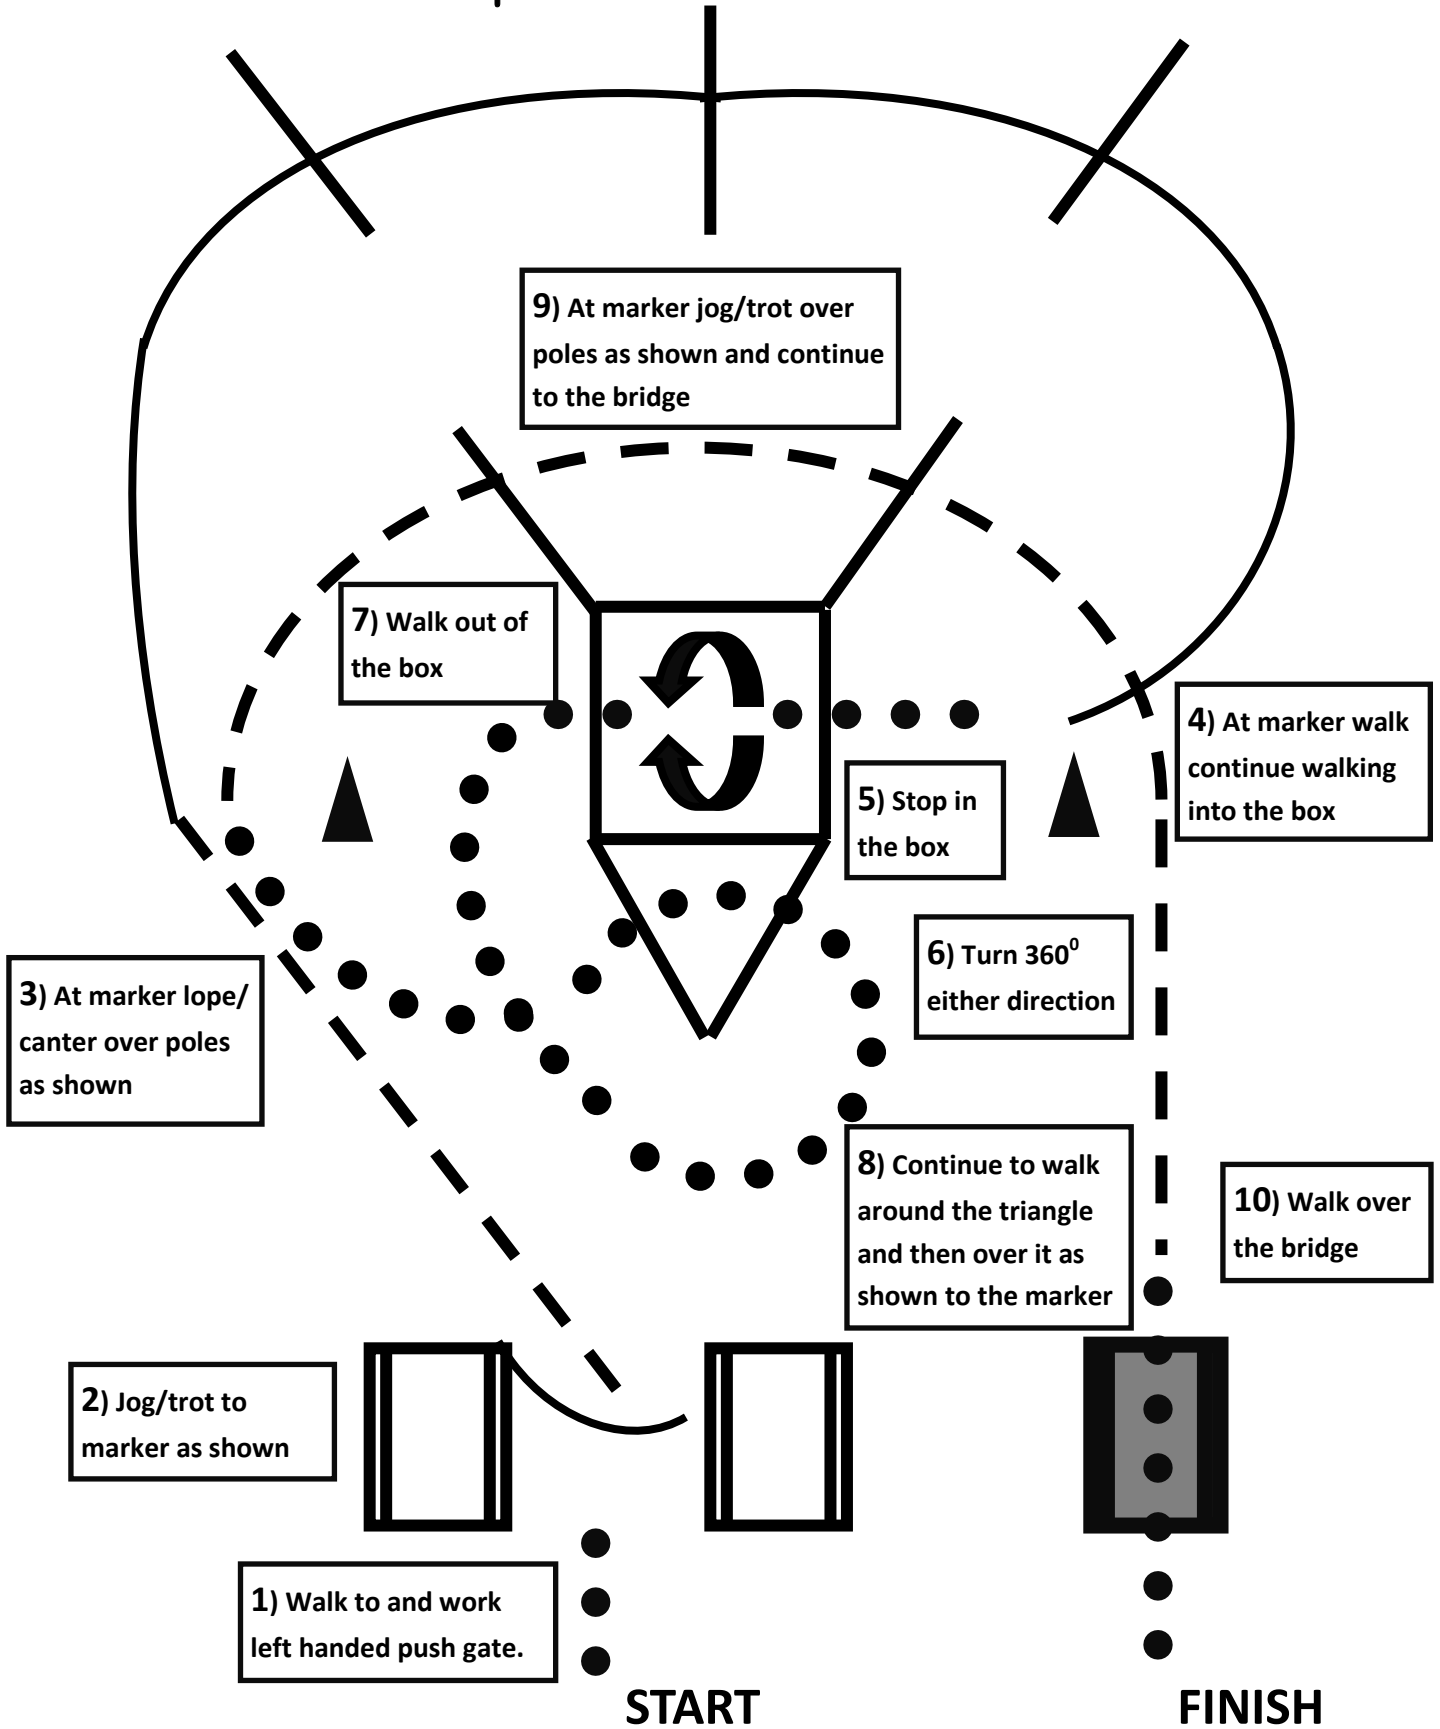 9) At marker jog/trot over
poles as shown and continue
to the bridge
7) Walk out of
the box
4) At marker walk
continue walking
into the box
5) Stop in
the box
6) Turn 360⁰
either direction
3) At marker lope/
canter over poles
as shown
8) Continue to walk
around the triangle
and then over it as
shown to the marker
10) Walk over
the bridge
2) Jog/trot to
marker as shown
1) Walk to and work
left handed push gate.
START
FINISH